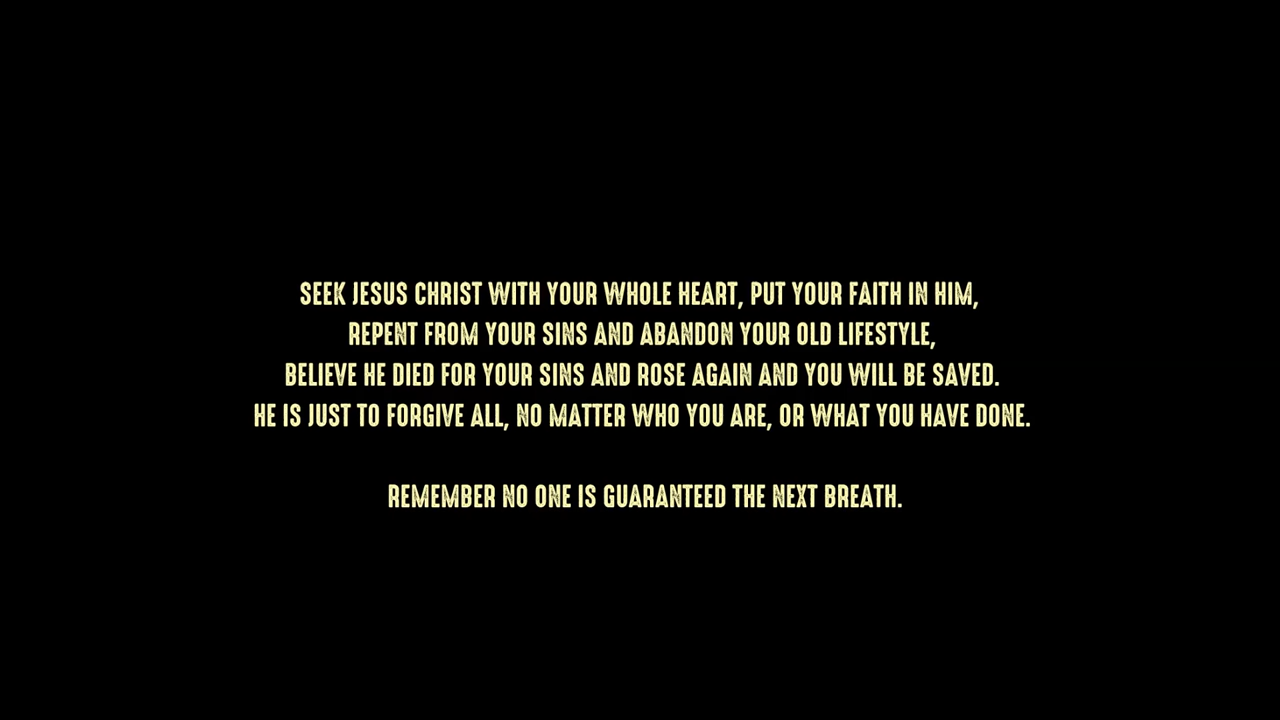 SEEK JESUS CHRIST WITH YOUR WHOLE HEART, PUT YOUR FAITH IN HIM,
REPENT FROM YOUR SINS AND ABANDON YOUR OLD LIFESTYLE,
BELIEVE HE DIED FOR YOUR SINS AND ROSE AGAIN AND YOU WILL BE SAVED.
HE IS JUST TO FORGIVE ALL, NO MATTER WHO YOU ARE, OR WHAT YOU HAVE DONE.
REMEMBER NO ONE IS GUARANTEED THE NEXT BREATH.